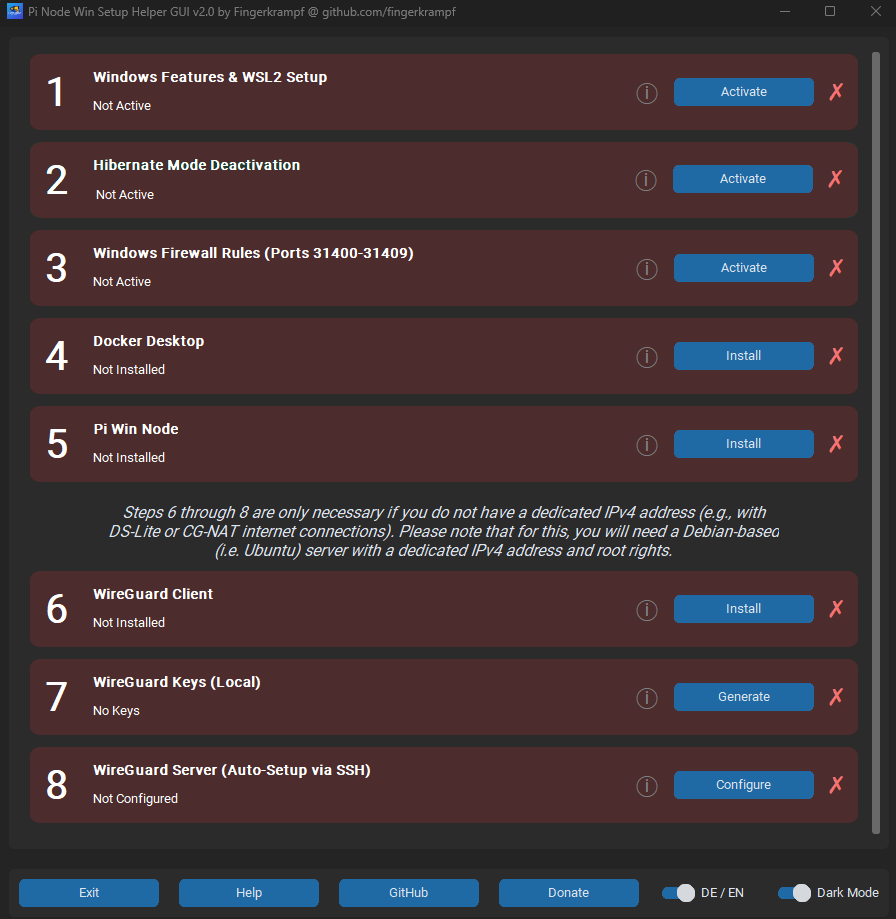 Pi Node Win Setup Helper GUI v2.0 by Fingerkrampf @ github.com/fingerkrampf
1
Windows Features & WSL2 Setup
Not Active
Activate
✗
2
Hibernate Mode Deactivation
Not Active
Activate
✗
3
Windows Firewall Rules (Ports 31400-31409)
Not Active
Activate
✗
4
Docker Desktop
Not Installed
Install
✗
5
Pi Win Node
Not Installed
Install
✗
Steps 6 through 8 are only necessary if you do not have a dedicated IPv4 address (e.g., with
DS-Lite or CG-NAT internet connections). Please note that for this, you will need a Debian-based
(i.e. Ubuntu) server with a dedicated IPv4 address and root rights.
6
WireGuard Client
Not Installed
Install
✗
7
WireGuard Keys (Local)
No Keys
Generate
✗
8
WireGuard Server (Auto-Setup via SSH)
Not Configured
Configure
✗
Exit
Help
GitHub
Donate
DE / EN
Dark Mode